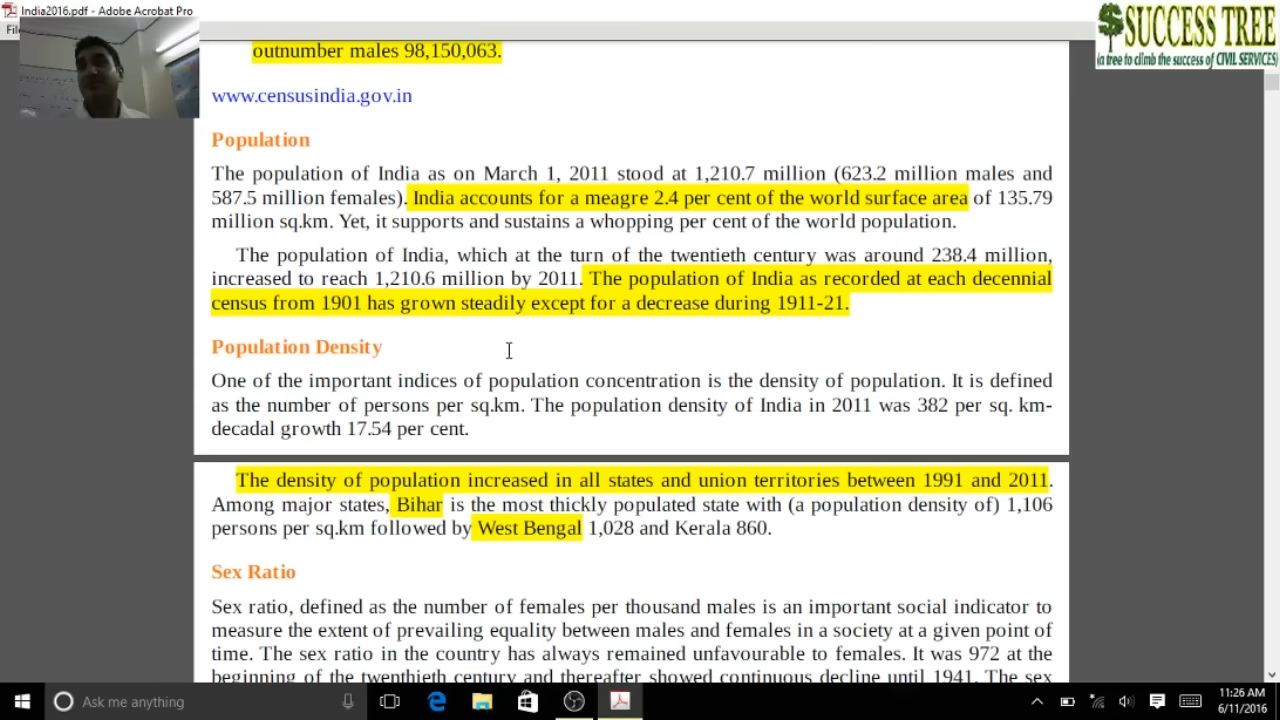 India2016.pdf - Adobe Acrobat Pro
SUCCESS TREE
(a tree to climb the success of CIVIL SERVICES)
outnumber males 98,150,063.
www.censusindia.gov.in
Population
The population of India as on March 1, 2011 stood at 1,210.7 million (623.2 million males and
587.5 million females). India accounts for a meagre 2.4 per cent of the world surface area of 135.79
million sq.km. Yet, it supports and sustains a whopping per cent of the world population.
The population of India, which at the turn of the twentieth century was around 238.4 million,
increased to reach 1,210.6 million by 2011. The population of India as recorded at each decennial
census from 1901 has grown steadily except for a decrease during 1911-21.
Population Density
One of the important indices of population concentration is the density of population. It is defined
as the number of persons per sq.km. The population density of India in 2011 was 382 per sq. km-
decadal growth 17.54 per cent.
The density of population increased in all states and union territories between 1991 and 2011.
Among major states, Bihar is the most thickly populated state with (a population density of) 1,106
persons per sq.km followed by West Bengal 1,028 and Kerala 860.
Sex Ratio
Sex ratio, defined as the number of females per thousand males is an important social indicator to
measure the extent of prevailing equality between males and females in a society at a given point of
time. The sex ratio in the country has always remained unfavourable to females. It was 972 at the
beginning of the twenthieth century and thereafter showed continuous decline until 1941. The sex
Ask me anything
11:26 AM
6/11/2016